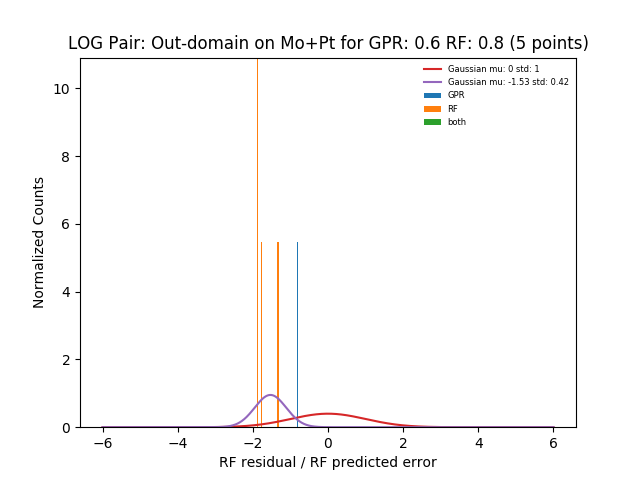 LOG Pair: Out-domain on Mo+Pt for GPR: 0.6 RF: 0.8 (5 points)
Gaussian mu: 0 std: 1
Gaussian mu: -1.53 std: 0.42
GPR
RF
both
10
8
6
4
2
0
Normalized Counts
−6 −4 −2 0 2 4 6
RF residual / RF predicted error